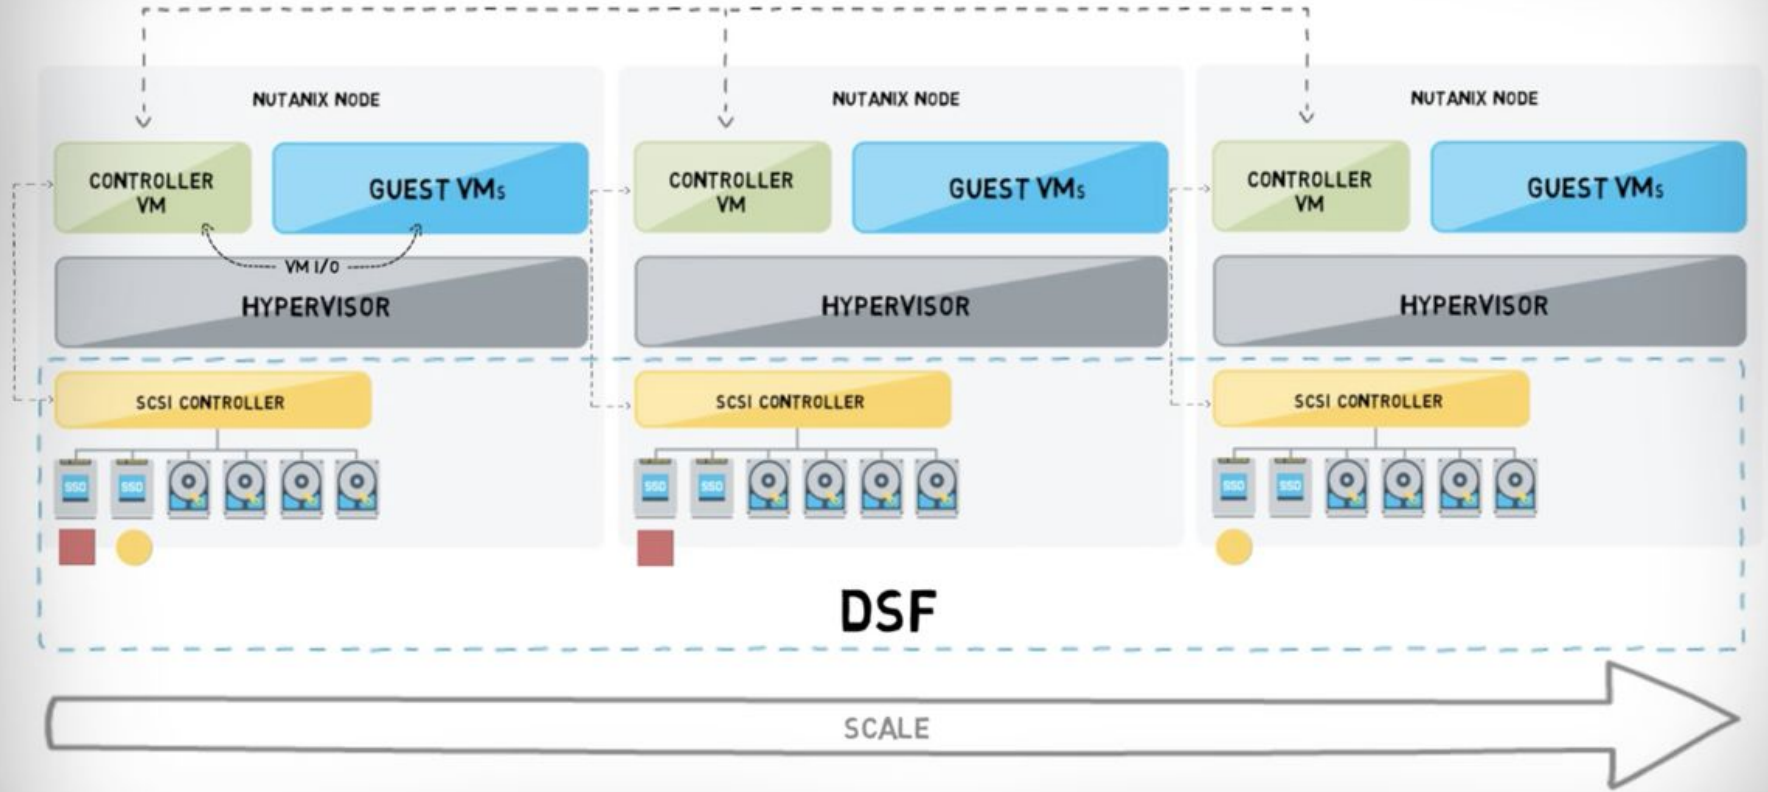 NUTANIX NODE
NUTANIX NODE
NUTANIX NODE
CONTROLLER
VM
GUEST VMs
CONTROLLER
VM
GUEST VMs
CONTROLLER
VM
GUEST VMs
VM I/O
HYPERVISOR
HYPERVISOR
HYPERVISOR
SCSI CONTROLLER
SCSI CONTROLLER
SCSI CONTROLLER
SSD
SSD
SSD
SSD
SSD
SSD
DSF
SCALE